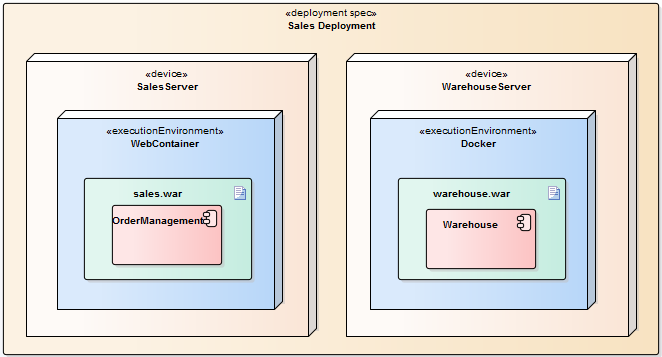 «deployment spec»
Sales Deployment
«device»
SalesServer
«executionEnvironment»
WebContainer
sales.war
OrderManagement
«device»
WarehouseServer
«executionEnvironment»
Docker
warehouse.war
Warehouse